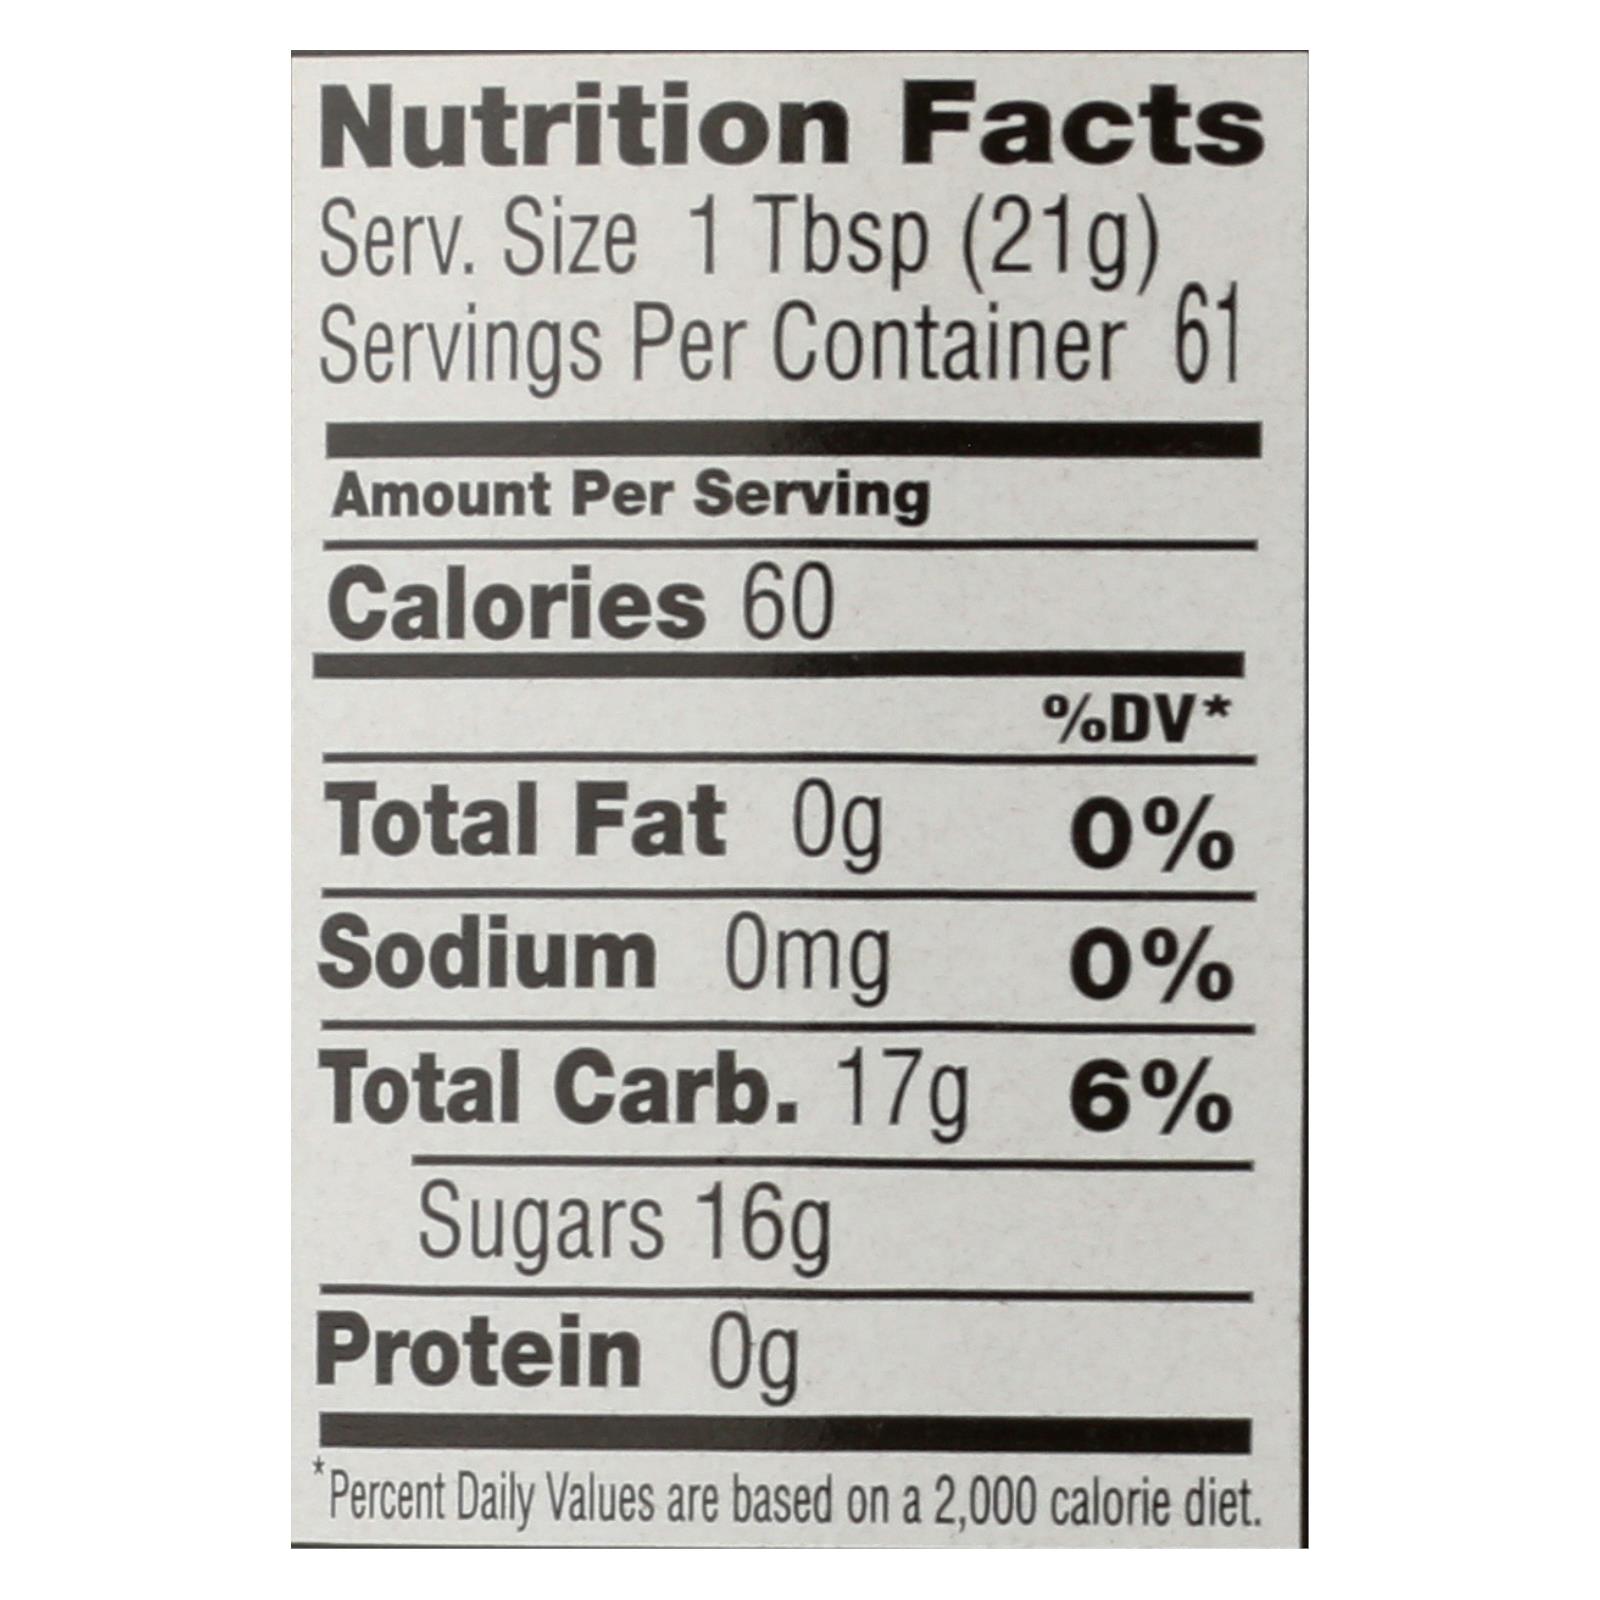 Nutrition Facts
Serv. Size 1 Tbsp (21g)
Servings Per Container 61
Amount Per Serving
Calories 60
%DV*
Total Fat 0g 0%
Sodium 0mg 0%
Total Carb. 17g 6%
Sugars 16g
Protein 0g
*Percent Daily Values are based on a 2,000 calorie diet.